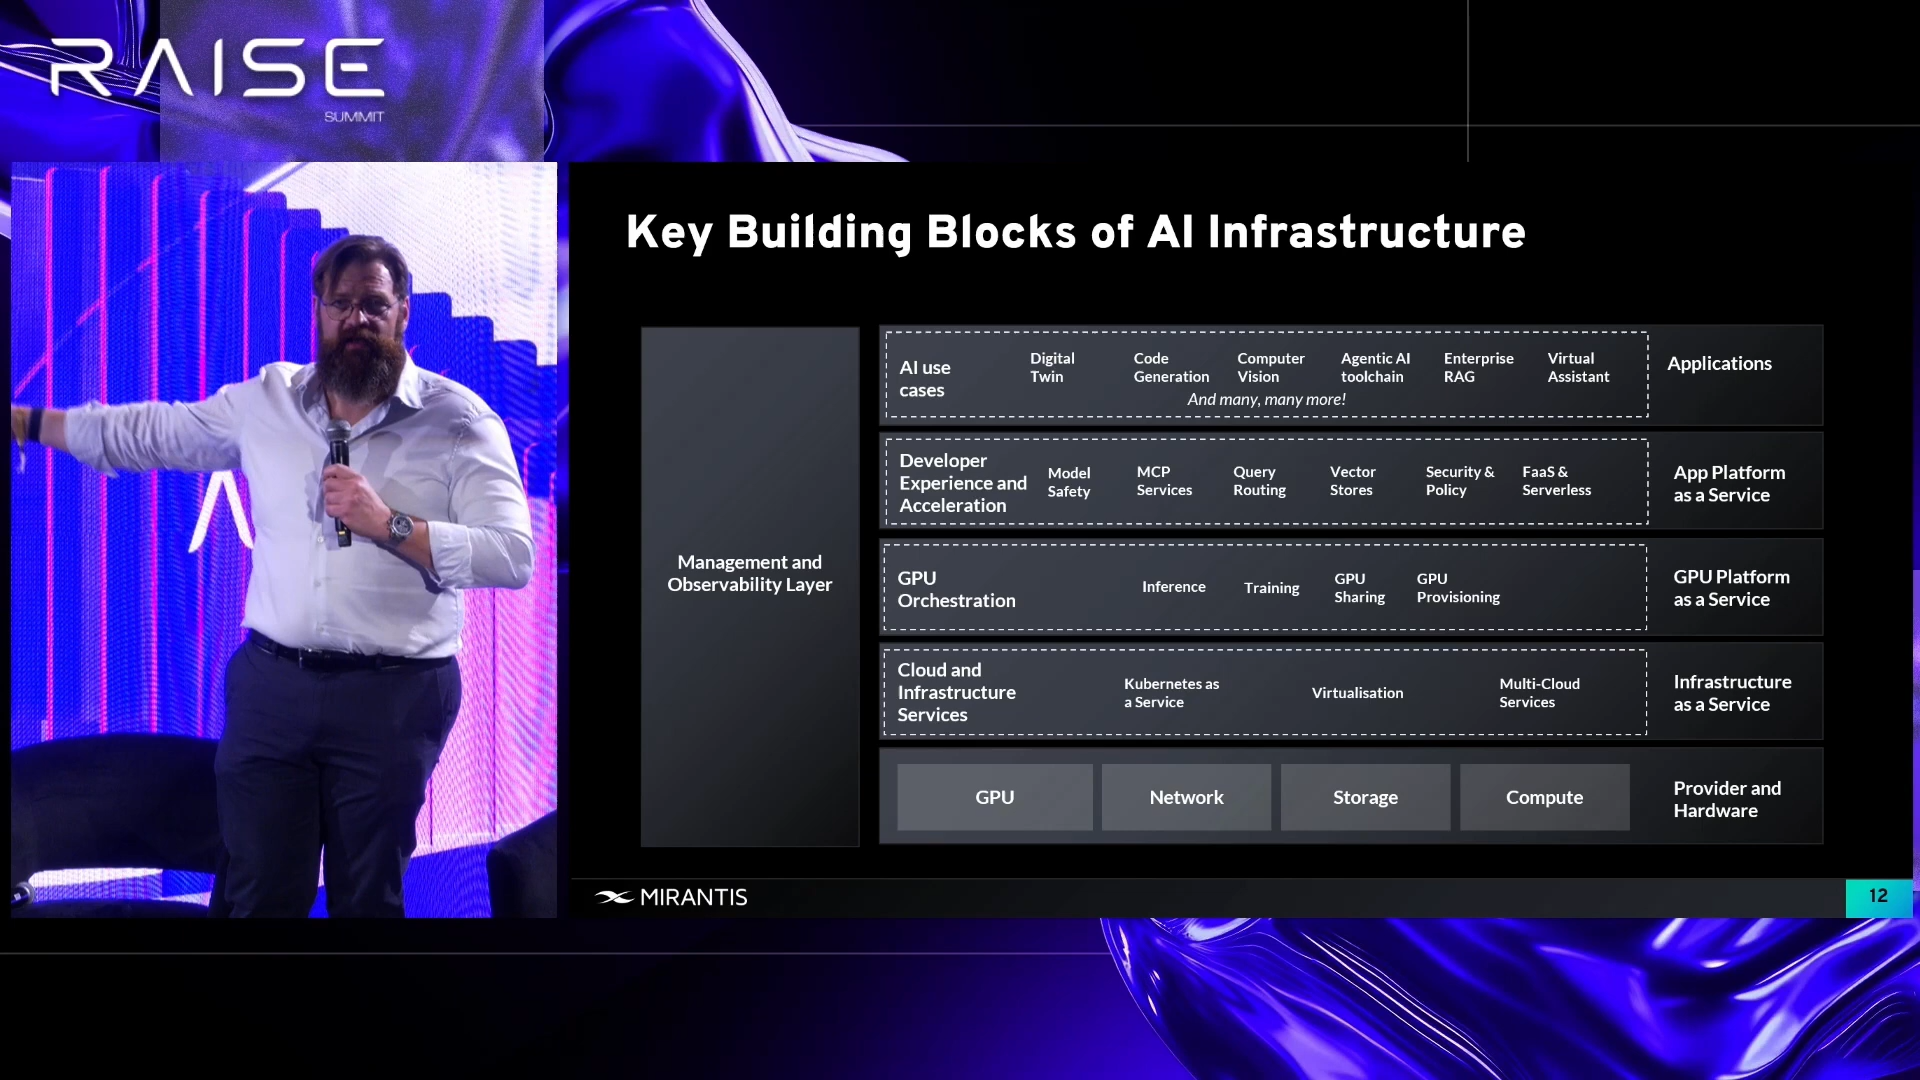 RAISE
SUMMIT
Key Building Blocks of AI Infrastructure
Management and
Observability Layer
AI use
cases
Digital
Twin
Code
Generation
Computer
Vision
Agentic AI
toolchain
Enterprise
RAG
Virtual
Assistant
And many, many more!
Applications
Developer
Experience and
Acceleration
Model
Safety
MCP
Services
Query
Routing
Vector
Stores
Security &
Policy
FaaS &
Serverless
App Platform
as a Service
GPU
Orchestration
Inference
Training
GPU
Sharing
GPU
Provisioning
GPU Platform
as a Service
Cloud and
Infrastructure
Services
Kubernetes as
a Service
Virtualisation
Multi-Cloud
Services
Infrastructure
as a Service
GPU
Network
Storage
Compute
Provider and
Hardware
MIRANTIS
12